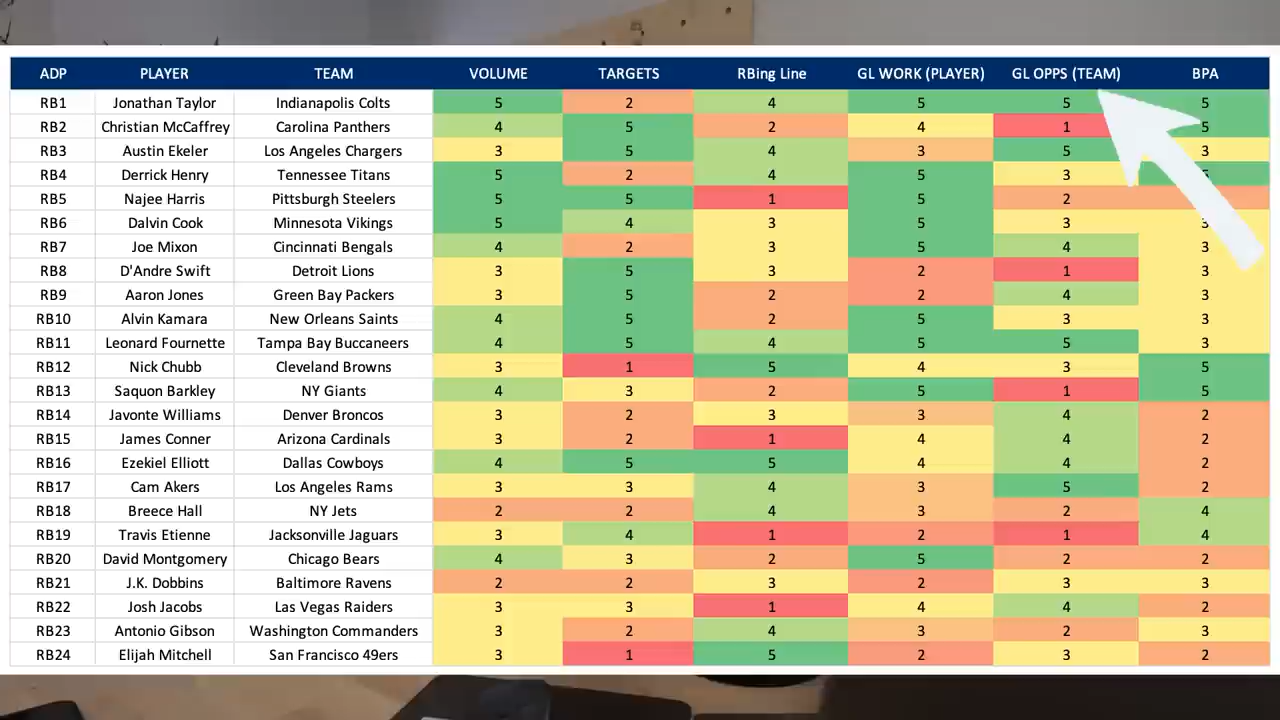 ADP PLAYER TEAM VOLUME TARGETS RBing Line GL WORK (PLAYER) GL OPPS (TEAM) BPA
RB1 Jonathan Taylor Indianapolis Colts 5 2 4 5 5 5
RB2 Christian McCaffrey Carolina Panthers 4 5 2 4 1 5
RB3 Austin Ekeler Los Angeles Chargers 3 5 4 3 5 3
RB4 Derrick Henry Tennessee Titans 5 2 4 5 3 5
RB5 Najee Harris Pittsburgh Steelers 5 5 1 5 2
RB6 Dalvin Cook Minnesota Vikings 5 4 3 5 3 3
RB7 Joe Mixon Cincinnati Bengals 4 2 3 5 4 3
RB8 D'Andre Swift Detroit Lions 3 5 3 2 1 3
RB9 Aaron Jones Green Bay Packers 3 5 2 2 4 3
RB10 Alvin Kamara New Orleans Saints 4 5 2 5 3 3
RB11 Leonard Fournette Tampa Bay Buccaneers 4 5 4 5 5 3
RB12 Nick Chubb Cleveland Browns 3 1 5 4 3 5
RB13 Saquon Barkley NY Giants 4 3 2 5 1 5
RB14 Javonte Williams Denver Broncos 3 2 3 3 4 2
RB15 James Conner Arizona Cardinals 3 2 1 4 4 2
RB16 Ezekiel Elliott Dallas Cowboys 4 5 5 4 4 2
RB17 Cam Akers Los Angeles Rams 3 3 4 3 5 2
RB18 Breece Hall NY Jets 2 2 4 3 2 4
RB19 Travis Etienne Jacksonville Jaguars 3 4 1 2 1 4
RB20 David Montgomery Chicago Bears 4 3 2 5 2 2
RB21 J.K. Dobbins Baltimore Ravens 2 2 3 2 3 3
RB22 Josh Jacobs Las Vegas Raiders 3 3 1 4 4 2
RB23 Antonio Gibson Washington Commanders 3 2 4 3 2 3
RB24 Elijah Mitchell San Francisco 49ers 3 1 5 2 3 2